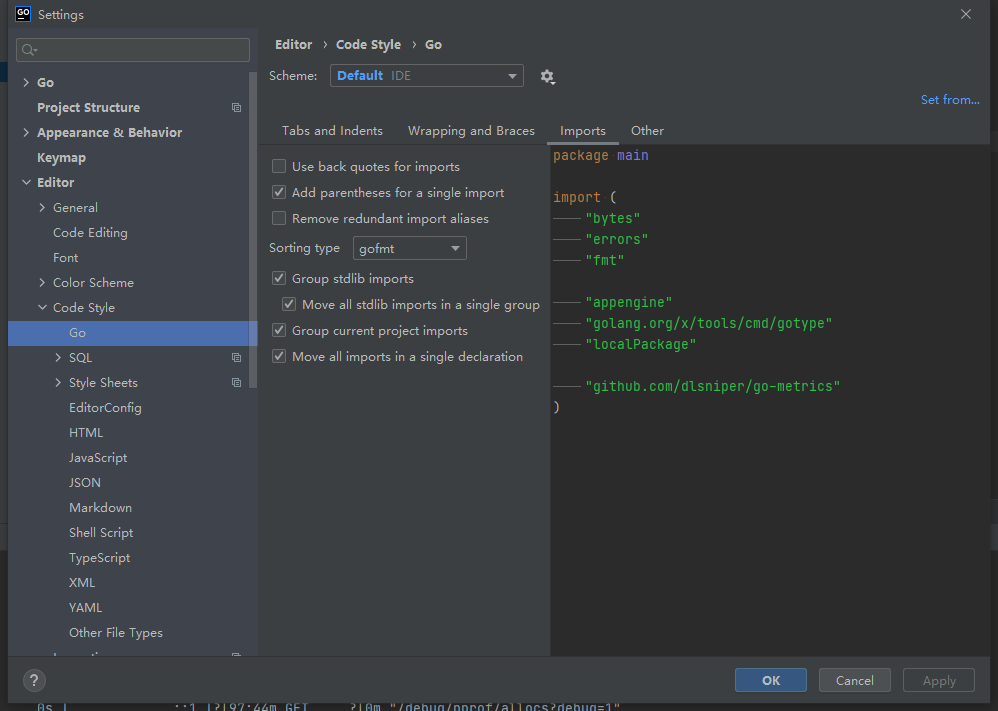 GO Settings
Editor › Code Style › Go
Scheme: Default IDE
Set from...
Go
Project Structure
Appearance & Behavior
Keymap
Editor
General
Code Editing
Font
Color Scheme
Code Style
Go
SQL
Style Sheets
EditorConfig
HTML
JavaScript
JSON
Markdown
Shell Script
TypeScript
XML
YAML
Other File Types
Tabs and Indents Wrapping and Braces Imports Other
Use back quotes for imports
Add parentheses for a single import
Remove redundant import aliases
Sorting type gofmt
Group stdlib imports
Move all stdlib imports in a single group
Group current project imports
Move all imports in a single declaration
package main
import (
"bytes"
"errors"
"fmt"
"appengine"
"golang.org/x/tools/cmd/gotype"
"localPackage"
"github.com/dlsniper/go-metrics"
)
? OK Cancel Apply
0s | ::1 |?|97;44m GET ?|0m "/debug/pprof/allocs?debug=1"